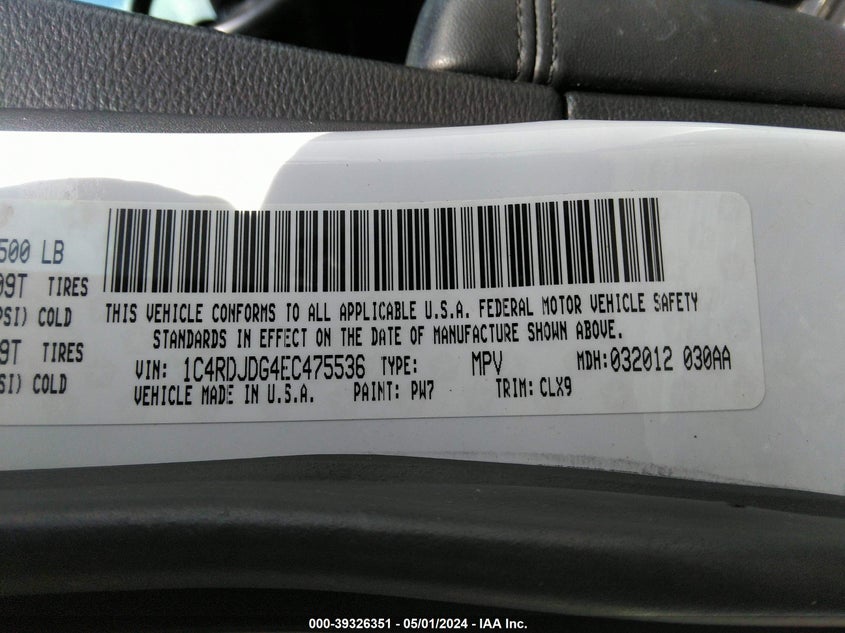 500 LB
09T TIRES
PSI) COLD
9T TIRES
SI) COLD
THIS VEHICLE CONFORMS TO ALL APPLICABLE U.S.A. FEDERAL MOTOR VEHICLE SAFETY
STANDARDS IN EFFECT ON THE DATE OF MANUFACTURE SHOWN ABOVE.
VIN: 1C4RDJDG4EC475536 TYPE: MPV MDH:032012 030AA
VEHICLE MADE IN U.S.A. PAINT: PW7 TRIM:CLX9
000-39326351 - 05/01/2024 - IAA Inc.